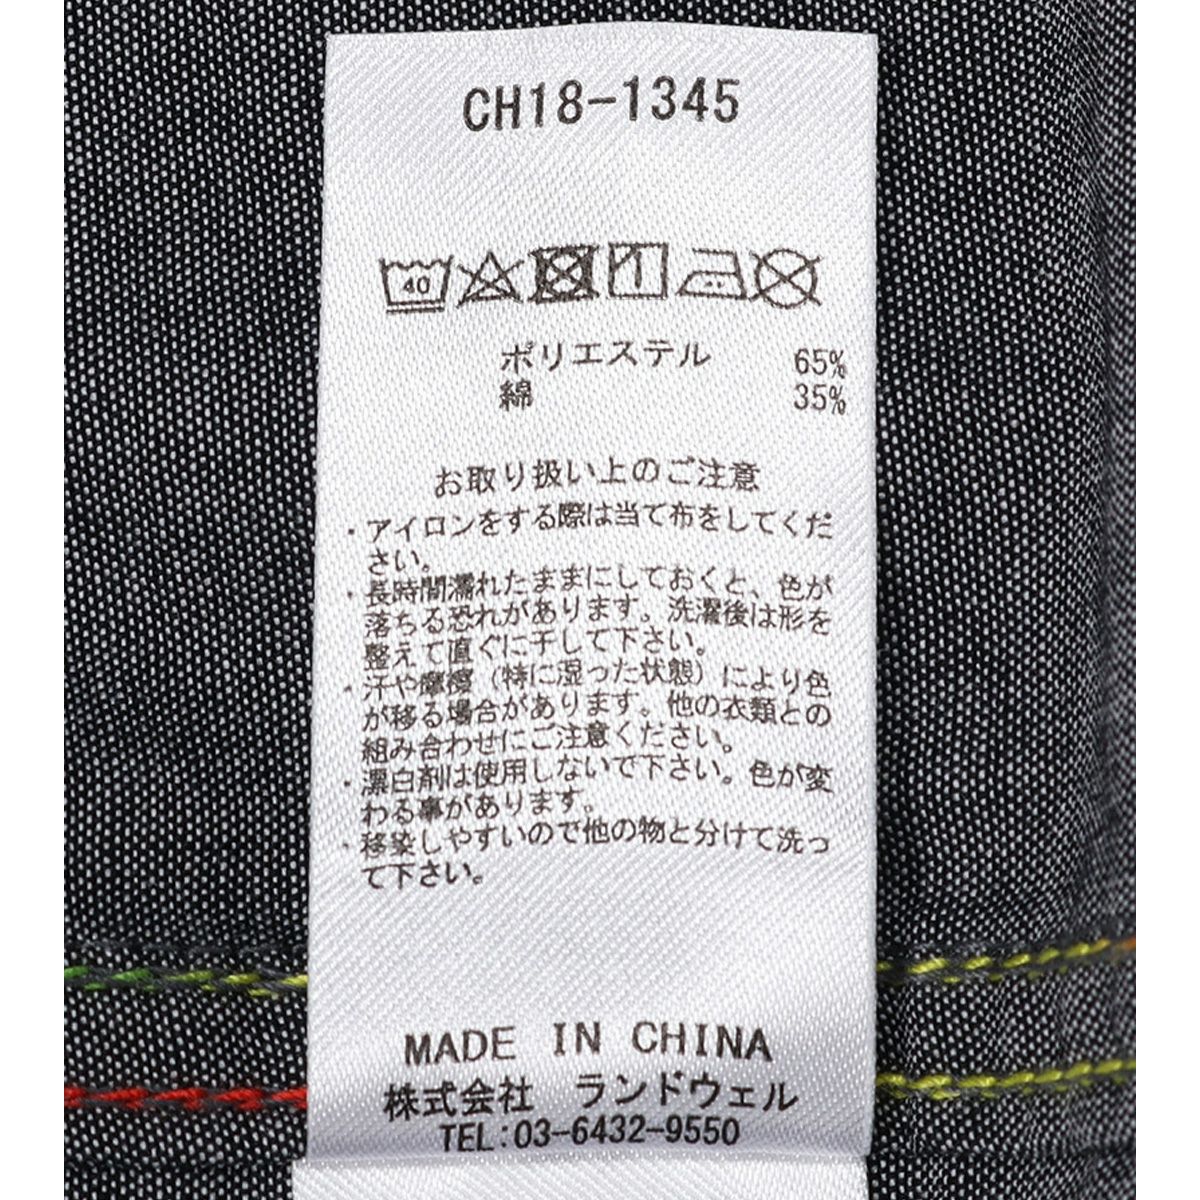 CH18-1345
40
ポリエステル 65%
綿 35%
お取り扱い上のご注意
・アイロンをする際は当て布をしてくだ
さい。
・長時間濡れたままにしておくと、色が
落ちる恐れがあります。洗濯後は形を
整えて直ぐに干して下さい。
・汗や摩擦（特に湿った状態）により色
が移る場合があります。他の衣類との
組み合わせにご注意ください。
・漂白剤は使用しないで下さい。色が変
わる事があります。
・移染しやすいので他の物と分けて洗っ
て下さい。
MADE IN CHINA
株式会社 ランドウェル
TEL:03-6432-9550